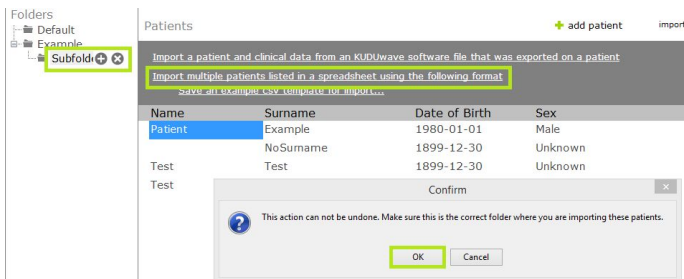 Folders
Default
Example
Subfold
Patients
add patient
import
Import a patient and clinical data from an KUDUwave software file that was exported on a patient
Import multiple patients listed in a spreadsheet using the following format
Save an example csv template for import...
Name Surname Date of Birth Sex
Patient Example 1980-01-01 Male
NoSurname 1899-12-30 Unknown
Test Test 1899-12-30 Unknown
Test
Confirm
This action can not be undone. Make sure this is the correct folder where you are importing these patients.
OK Cancel